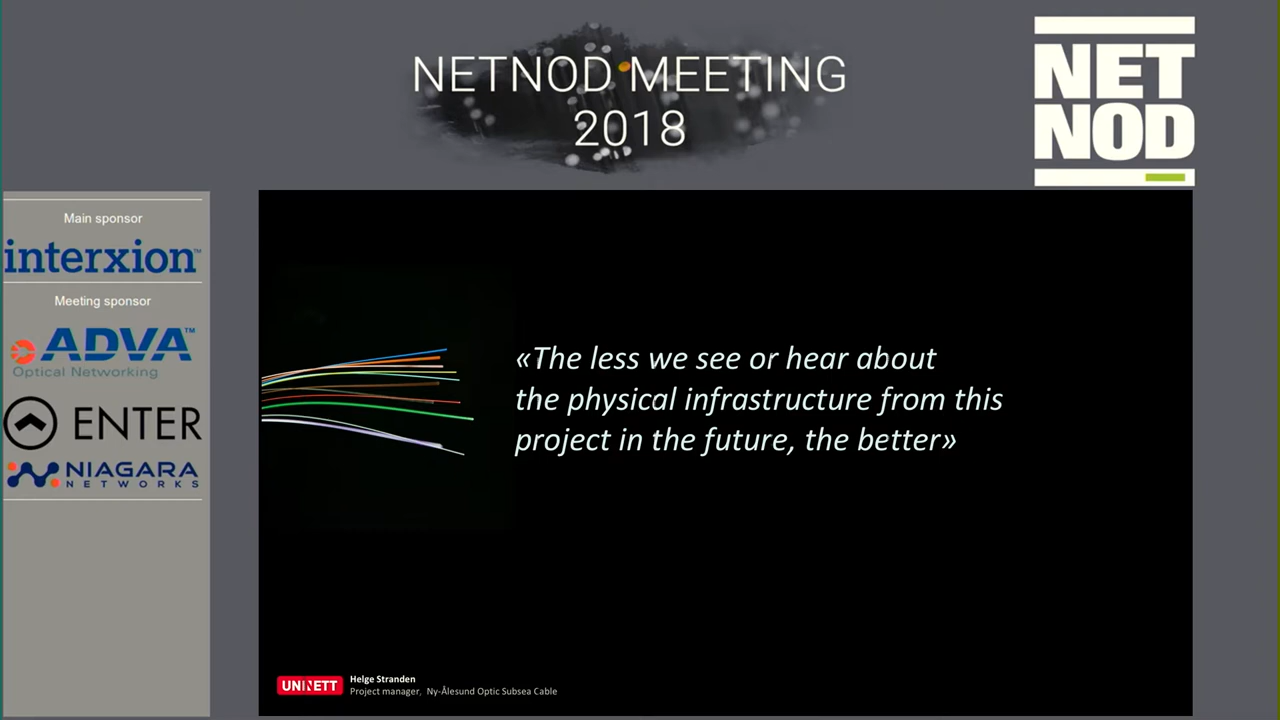 NETNOD MEETING
2018
NET
NOD
Main sponsor
interxion™
Meeting sponsor
ADVA™
Optical Networking
ENTER
NIAGARA
NETWORKS
«The less we see or hear about
the physical infrastructure from this
project in the future, the better»
UNINETT
Helge Stranden
Project manager, Ny-Ålesund Optic Subsea Cable